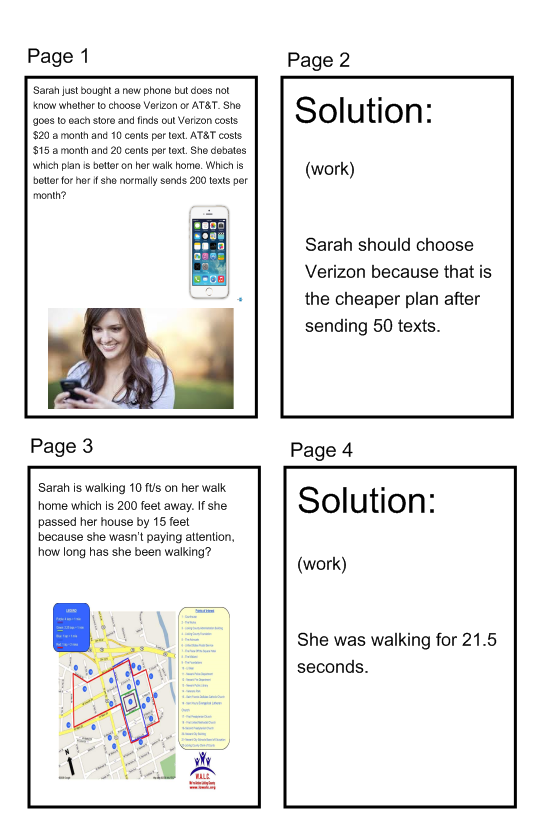 Page 1
Sarah just bought a new phone but does not
know whether to choose Verizon or AT&T. She
goes to each store and finds out Verizon costs
$20 a month and 10 cents per text. AT&T costs
$15 a month and 20 cents per text. She debates
which plan is better on her walk home. Which is
better for her if she normally sends 200 texts per
month?
Page 2
Solution:
(work)
Sarah should choose
Verizon because that is
the cheaper plan after
sending 50 texts.
Page 3
Sarah is walking 10 ft/s on her walk
home which is 200 feet away. If she
passed her house by 15 feet
because she wasn't paying attention,
how long has she been walking?
N
W.A.L.C.
Page 4
Solution:
(work)
She was walking for 21.5
seconds.